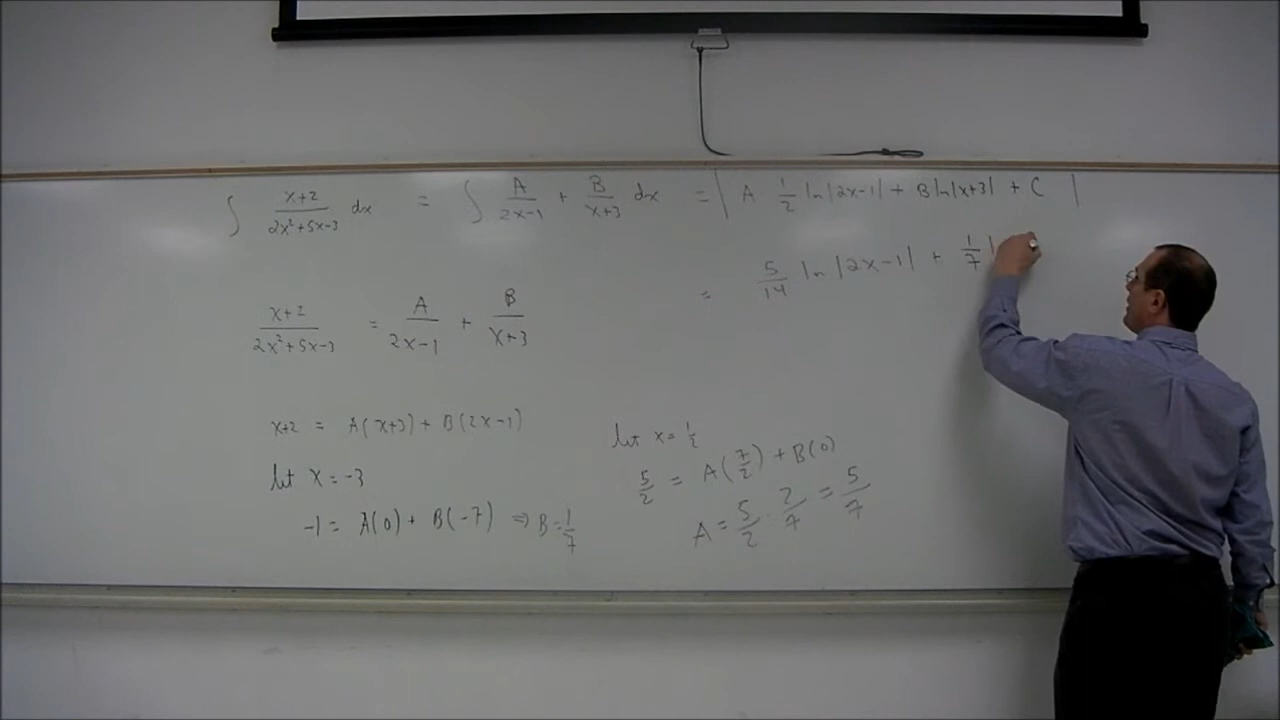 ∫ x+2 / 2x²+5x-3 dx = ∫ A / 2x-1 + B / x+3 dx = | A 1/2 ln|2x-1| + B ln|x+3| + C |
= 5/14 ln|2x-1| + 1/7 l
x+2 / 2x²+5x-3 = A / 2x-1 + B / x+3
x+2 = A(x+3) + B(2x-1)
let x = -3
-1 = A(0) + B(-7) ⇒ B = 1/7
let x = 1/2
5/2 = A(7/2) + B(0)
A = 5/2 · 2/7 = 5/7